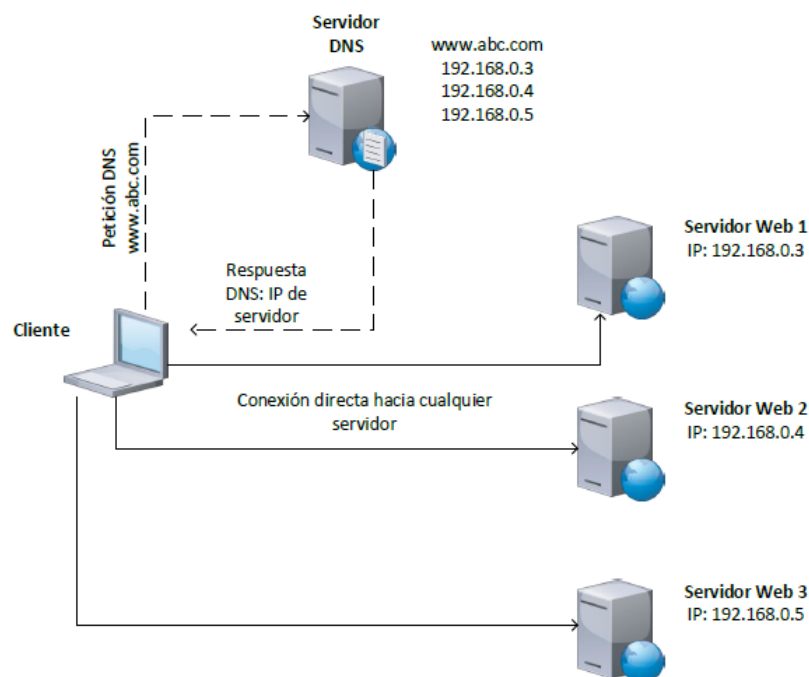 Servidor
DNS
www.abc.com
192.168.0.3
192.168.0.4
192.168.0.5
Petición DNS
www.abc.com
Respuesta
DNS: IP de
servidor
Cliente
Servidor Web 1
IP: 192.168.0.3
Conexión directa hacia cualquier
servidor
Servidor Web 2
IP: 192.168.0.4
Servidor Web 3
IP: 192.168.0.5